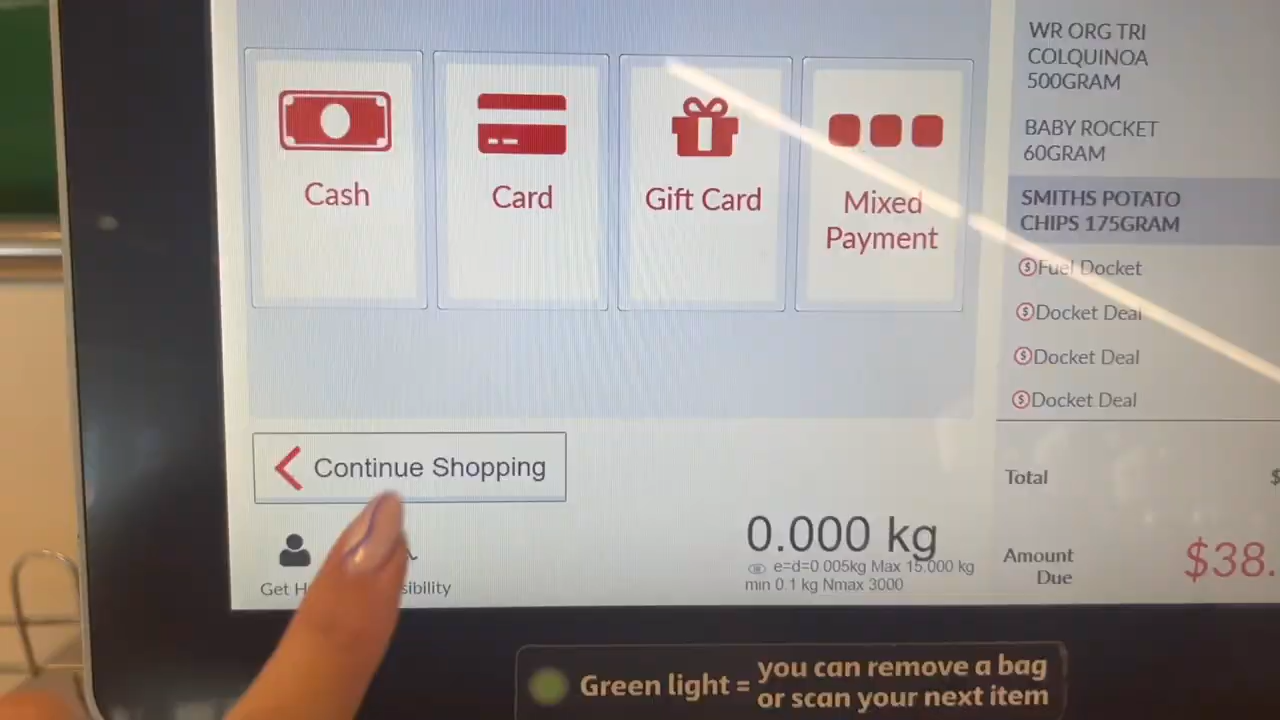 Cash
Card
Gift Card
Mixed
Payment
Continue Shopping
Get
0.000 kg
e=d=0.005kg Max 15,000 kg
min 0.1 kg Nmax 3000
WR ORG TRI
COLQUINOA
500GRAM
BABY ROCKET
60GRAM
SMITHS POTATO
CHIPS 175GRAM
Fuel Docket
Docket Deal
Docket Deal
Docket Deal
Total
$
Amount
Due
$38.
Green light = you can remove a bag
or scan your next item